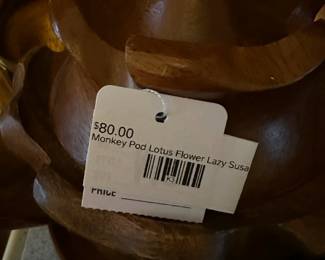 $80.00
Monkey Pod Lotus Flower Lazy Susa
PRICE